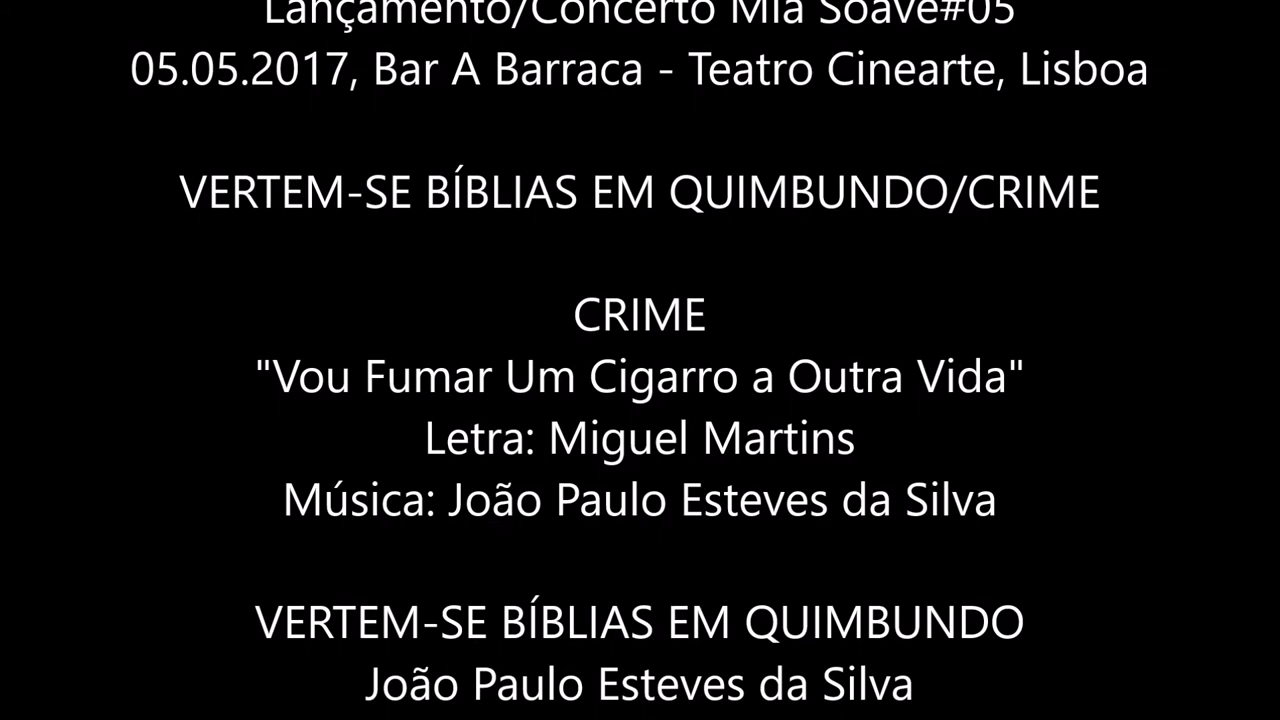 Lançamento/Concerto Mia Soave#05
05.05.2017, Bar A Barraca - Teatro Cinearte, Lisboa
VERTEM-SE BÍBLIAS EM QUIMBUNDO/CRIME
CRIME
"Vou Fumar Um Cigarro a Outra Vida"
Letra: Miguel Martins
Música: João Paulo Esteves da Silva
VERTEM-SE BÍBLIAS EM QUIMBUNDO
João Paulo Esteves da Silva